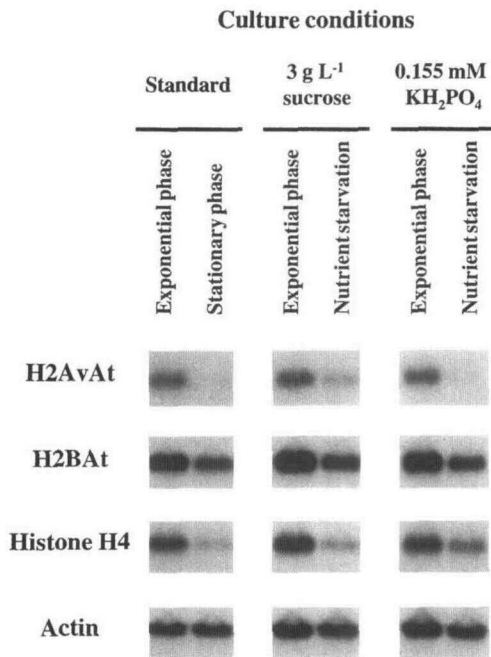 Culture conditions
Standard
3 g L⁻¹
sucrose
0.155 mM
KH₂PO₄
Exponential phase
Stationary phase
Exponential phase
Nutrient starvation
Exponential phase
Nutrient starvation
H2AvAt
H2BAt
Histone H4
Actin